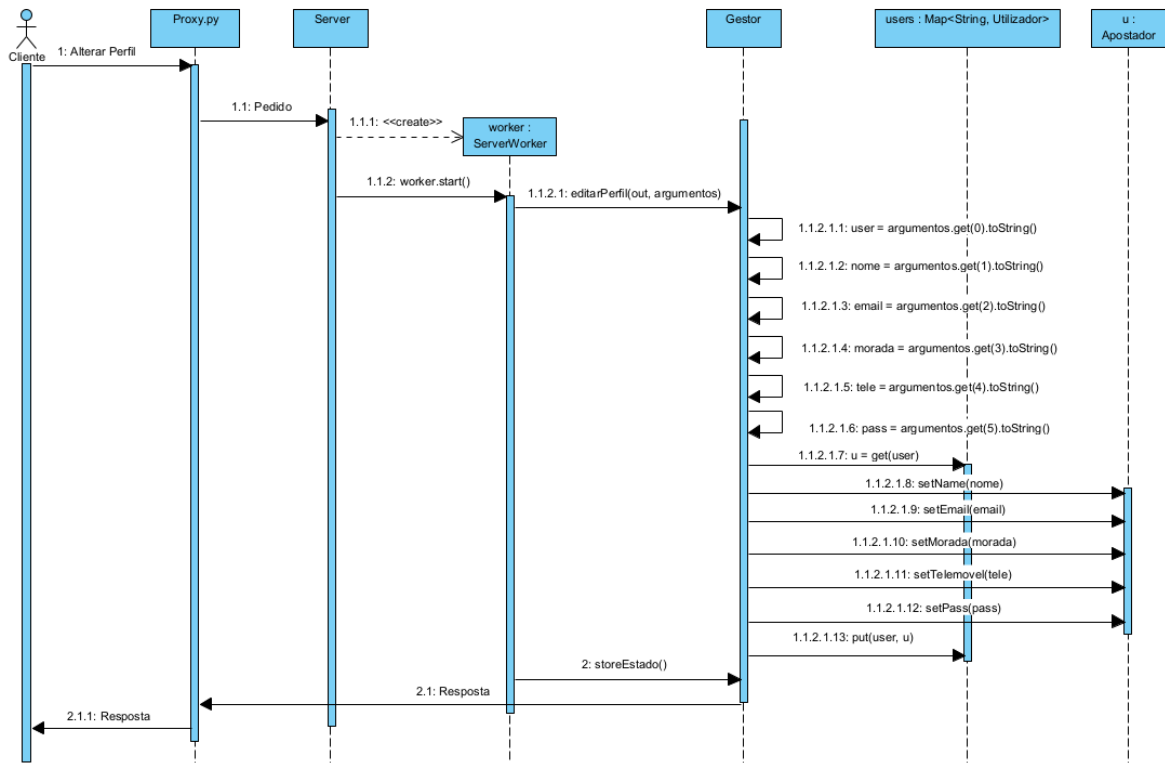 Cliente
Proxy.py
Server
Gestor
users : Map<String, Utilizador>
u :
Apostador
1: Alterar Perfil
1.1: Pedido
1.1.1: <<create>>
worker :
ServerWorker
1.1.2: worker.start()
1.1.2.1: editarPerfil(out, argumentos)
1.1.2.1.1: user = argumentos.get(0).toString()
1.1.2.1.2: nome = argumentos.get(1).toString()
1.1.2.1.3: email = argumentos.get(2).toString()
1.1.2.1.4: morada = argumentos.get(3).toString()
1.1.2.1.5: tele = argumentos.get(4).toString()
1.1.2.1.6: pass = argumentos.get(5).toString()
1.1.2.1.7: u = get(user)
1.1.2.1.8: setName(nome)
1.1.2.1.9: setEmail(email)
1.1.2.1.10: setMorada(morada)
1.1.2.1.11: setTelemovel(tele)
1.1.2.1.12: setPass(pass)
1.1.2.1.13: put(user, u)
2: storeEstado()
2.1: Resposta
2.1.1: Resposta